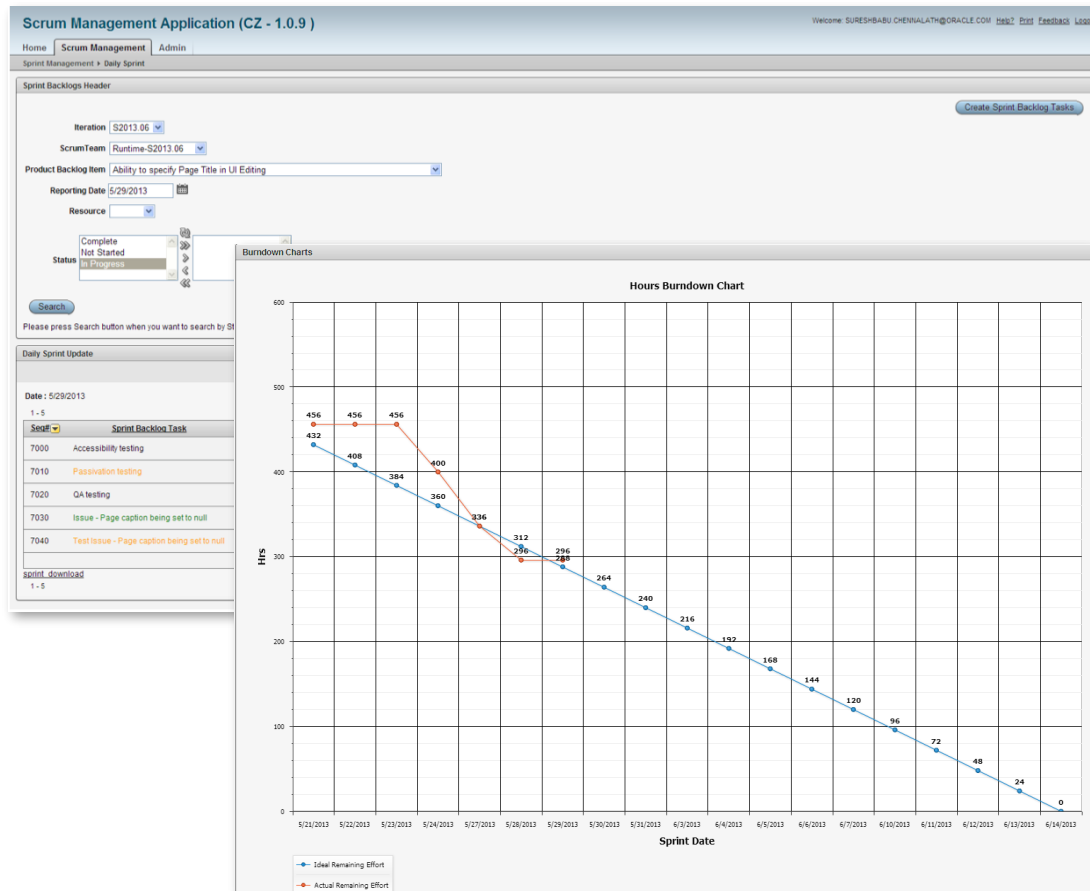 Scrum Management Application (CZ - 1.0.9 )
Welcome: SURESHBABU.CHENNALATH@ORACLE.COM Help? Print Feedback
Home Scrum Management Admin
Sprint Management Daily Sprint
Sprint Backlogs Header
Create Sprint Backlog Tasks
Iteration S2013.06
ScrumTeam Runtime-S2013.06
Product Backlog Item Ability to specify Page Title in UI Editing
Reporting Date 5/29/2013
Resource
Status
Complete
Not Started
In Progress
Search
Please press Search button when you want to search by
Daily Sprint Update
Date : 5/29/2013
1 - 5
Seq# Sprint Backlog Task
7000 Accessibility testing
7010 Passivation testing
7020 QA testing
7030 Issue - Page caption being set to null
7040 Test Issue - Page caption being set to null
sprint_download
1 - 5
Burndown Charts
Hours Burndown Chart
600
500
400
300
200
100
0
Hrs
456 456 456
432
408
384
400
360
336
312
296 296
288
264
240
216
192
168
144
120
96
72
48
24
0
5/21/2013 5/22/2013 5/23/2013 5/24/2013 5/27/2013 5/28/2013 5/29/2013 5/30/2013 5/31/2013 6/3/2013 6/4/2013 6/5/2013 6/6/2013 6/7/2013 6/10/2013 6/11/2013 6/12/2013 6/13/2013 6/14/2013
Sprint Date
Ideal Remaining Effort
Actual Remaining Effort